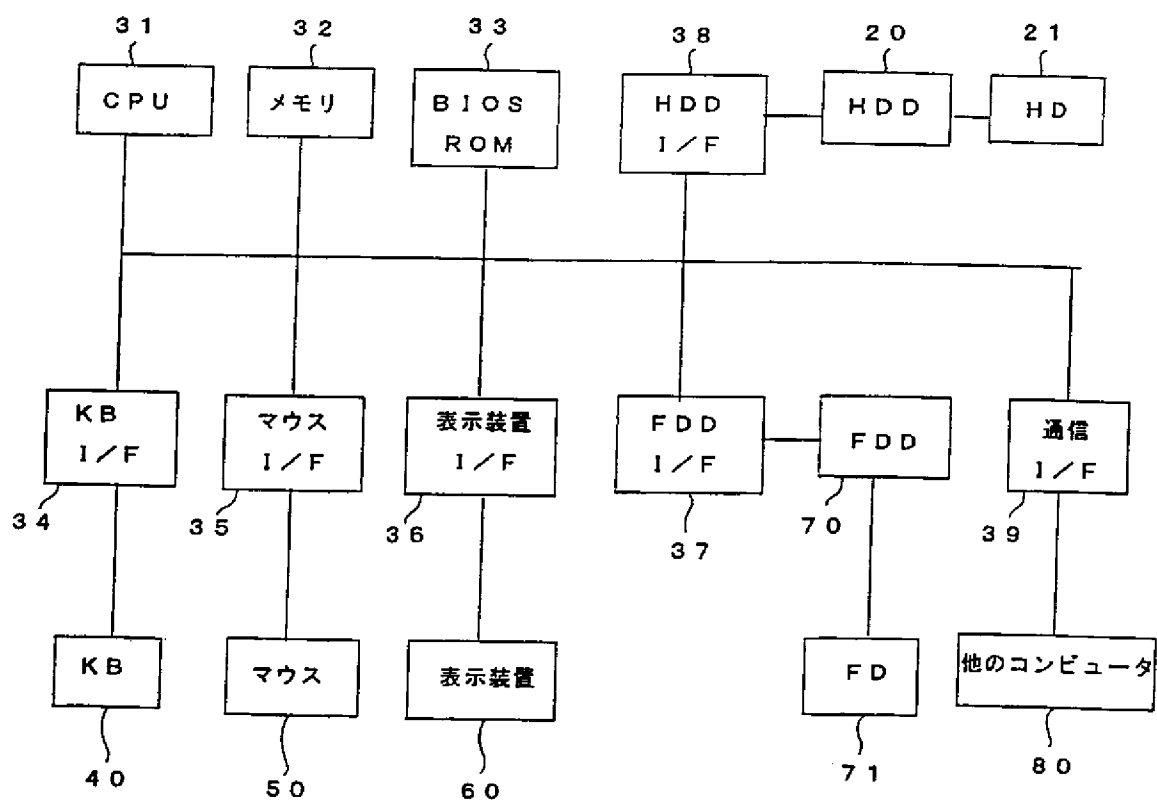 ３１
３２
３３
３８
２０
２１
ＣＰＵ
メモリ
ＢＩＯＳ
ＲＯＭ
ＨＤＤ
Ｉ／Ｆ
ＨＤＤ
ＨＤ
ＫＢ
Ｉ／Ｆ
マウス
Ｉ／Ｆ
表示装置
Ｉ／Ｆ
ＦＤＤ
Ｉ／Ｆ
ＦＤＤ
通信
Ｉ／Ｆ
３４
３５
３６
３７
７０
３９
ＫＢ
マウス
表示装置
ＦＤ
他のコンピュータ
４０
５０
６０
７１
８０